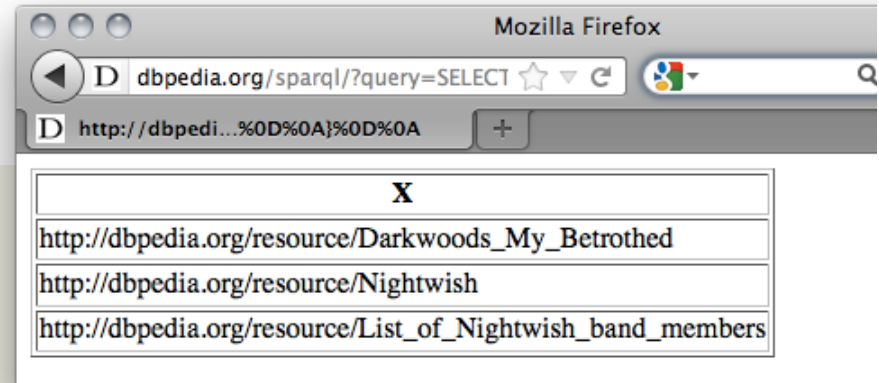 Mozilla Firefox
D dbpedia.org/sparql/?query=SELECT
D http://dbpedi...%0D%0A}%0D%0A
X
http://dbpedia.org/resource/Darkwoods_My_Betrothed
http://dbpedia.org/resource/Nightwish
http://dbpedia.org/resource/List_of_Nightwish_band_members